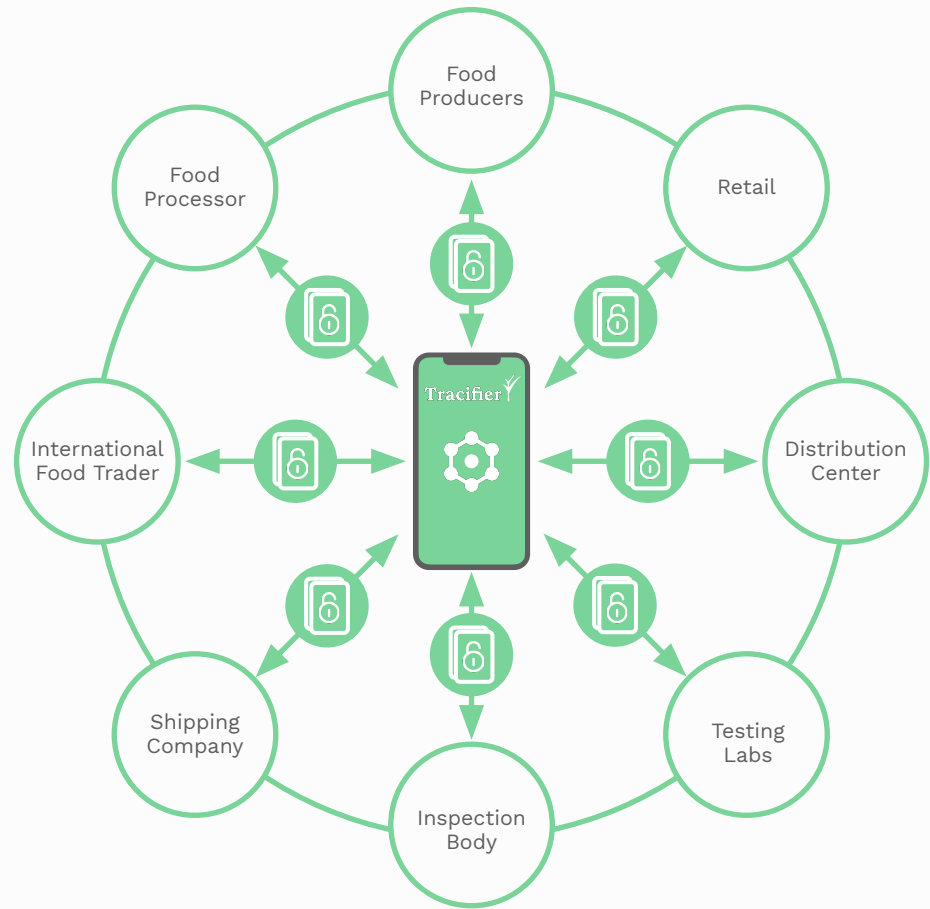 Food
Producers
Food
Processor
Retail
Tracifier
International
Food Trader
Distribution
Center
Shipping
Company
Testing
Labs
Inspection
Body